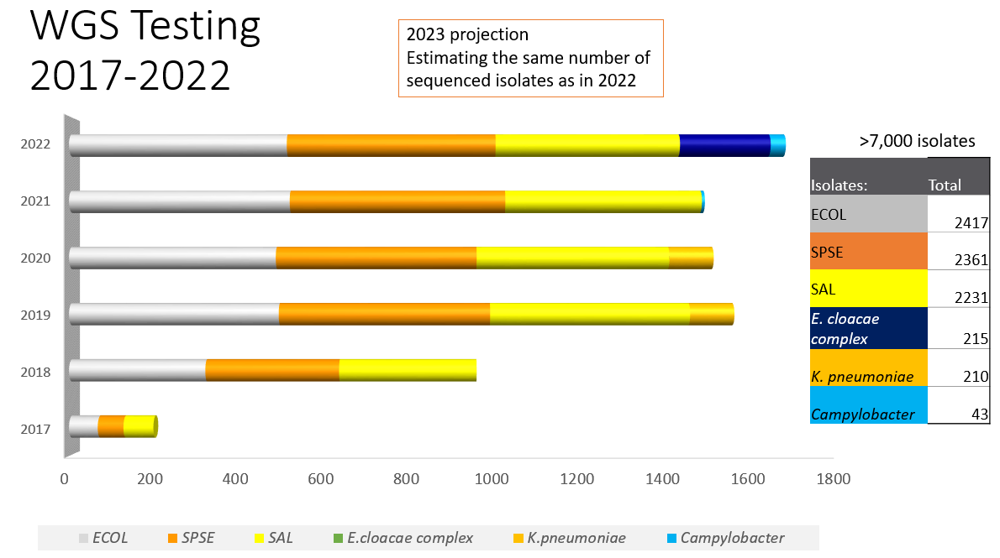 WGS Testing
2017-2022
2023 projection
Estimating the same number of
sequenced isolates as in 2022
2022
2021
2020
2019
2018
2017
0 200 400 600 800 1000 1200 1400 1600 1800
ECOL SPSE SAL E.cloacae complex K.pneumoniae Campylobacter
>7,000 isolates
Isolates: Total
ECOL 2417
SPSE 2361
SAL 2231
E. cloacae
complex 215
K. pneumoniae 210
Campylobacter 43